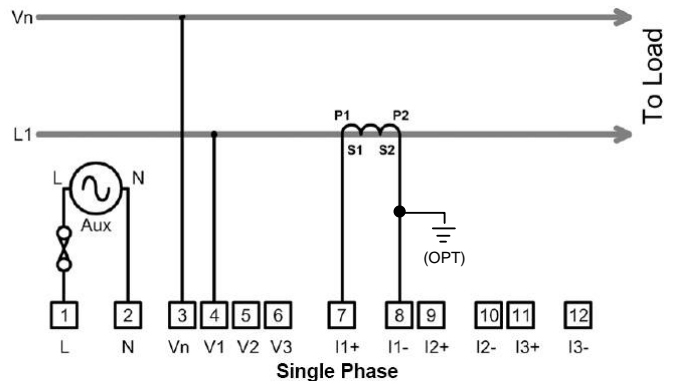 Vn
To Load
L1
P1 P2
S1 S2
L N
Aux
(OPT)
1 2 3 4 5 6 7 8 9 10 11 12
L N Vn V1 V2 V3 I1+ I1- I2+ I2- I3+ I3-
Single Phase